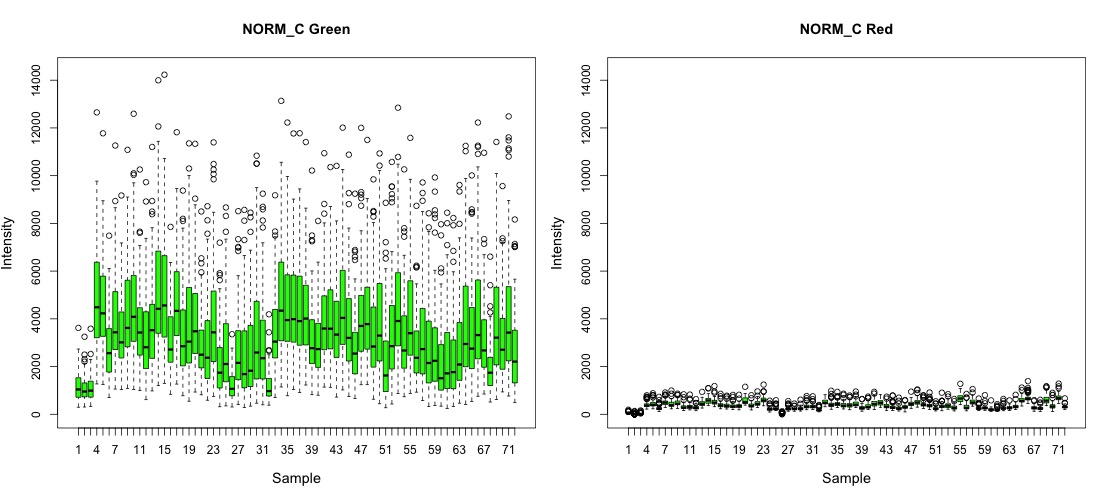 NORM_C Green
Intensity
0 2000 4000 6000 8000 10000 12000 14000
1 4 7 11 15 19 23 27 31 35 39 43 47 51 55 59 63 67 71
Sample
NORM_C Red
Intensity
0 2000 4000 6000 8000 10000 12000 14000
1 4 7 11 15 19 23 27 31 35 39 43 47 51 55 59 63 67 71
Sample